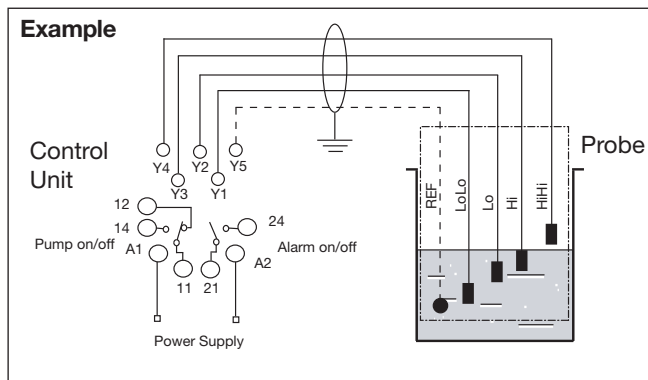 Example
Control
Unit
Y4
Y3
Y2
Y1
Y5
12
14
Pump on/off
A1
11
21
A2
24
Alarm on/off
Power Supply
Probe
REF
LoLo
Lo
Hi
HiHi